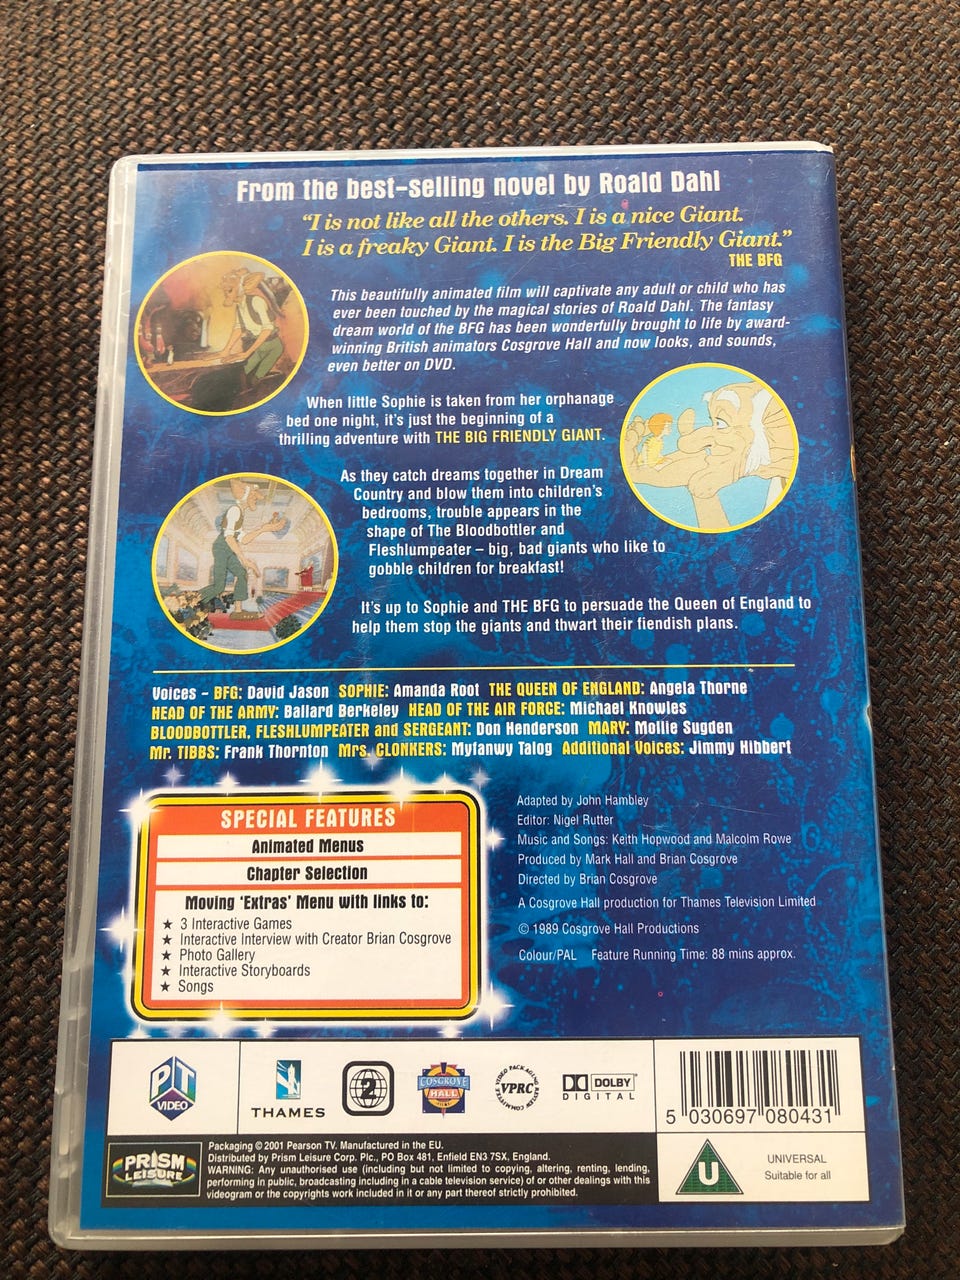 From the best-selling novel by Roald Dahl
“I is not like all the others. I is a nice Giant.
I is a freaky Giant. I is the Big Friendly Giant.”
THE BFG
This beautifully animated film will captivate any adult or child who has
ever been touched by the magical stories of Roald Dahl. The fantasy
dream world of the BFG has been wonderfully brought to life by award-
winning British animators Cosgrove Hall and now looks, and sounds,
even better on DVD.
When little Sophie is taken from her orphanage
bed one night, it’s just the beginning of a
thrilling adventure with THE BIG FRIENDLY GIANT.
As they catch dreams together in Dream
Country and blow them into children’s
bedrooms, trouble appears in the
shape of The Bloodbottler and
Fleshlumpeater – big, bad giants who like to
gobble children for breakfast!
It’s up to Sophie and THE BFG to persuade the Queen of England to
help them stop the giants and thwart their fiendish plans.
Voices – BFG: David Jason SOPHIE: Amanda Root THE QUEEN OF ENGLAND: Angela Thorne
HEAD OF THE ARMY: Ballard Berkeley HEAD OF THE AIR FORCE: Michael Knowles
BLOODBOTTLER, FLESHLUMPEATER and SERGEANT: Don Henderson MARY: Mollie Sugden
Mr. TIBBS: Frank Thornton Mrs. CLONKERS: Myfanwy Talog Additional Voices: Jimmy Hibbert
SPECIAL FEATURES
Animated Menus
Chapter Selection
Moving ‘Extras’ Menu with links to:
★ 3 Interactive Games
★ Interactive Interview with Creator Brian Cosgrove
★ Photo Gallery
★ Interactive Storyboards
★ Songs
Adapted by John Hambley
Editor: Nigel Rutter
Music and Songs: Keith Hopwood and Malcolm Rowe
Produced by Mark Hall and Brian Cosgrove
Directed by Brian Cosgrove
A Cosgrove Hall production for Thames Television Limited
© 1989 Cosgrove Hall Productions
Colour/PAL Feature Running Time: 88 mins approx.
PT
VIDEO
THAMES
2
COSGROVE
HALL
FILMS
VIDEO PACKAGING REVIEW COMMITTEE
VPRC
DOLBY
DIGITAL
5 030697 080431
PRISM
LEISURE
Packaging © 2001 Pearson TV. Manufactured in the EU.
Distributed by Prism Leisure Corp. Plc., PO Box 481, Enfield EN3 7SX, England.
WARNING: Any unauthorised use (including but not limited to copying, altering, renting, lending,
performing in public, broadcasting including in a cable television service) of or other dealings with this
videogram or the copyrights work included in it or any part thereof strictly prohibited.
U
UNIVERSAL
Suitable for all